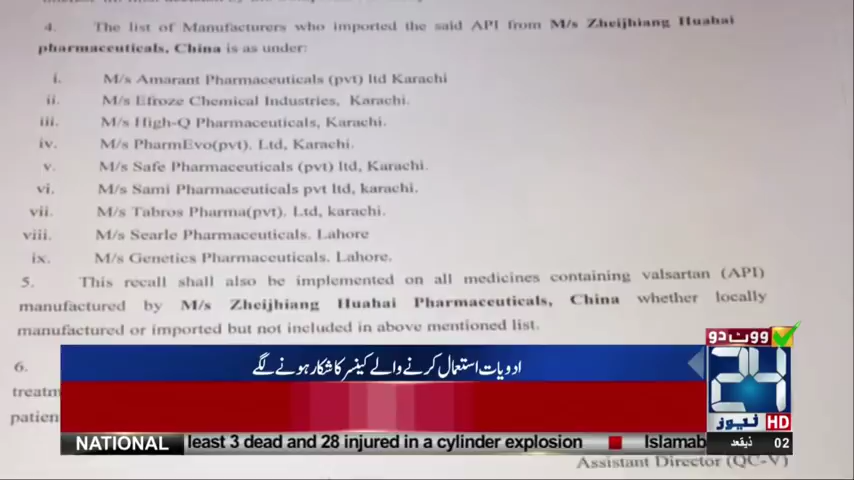 4. The list of Manufacturers who imported the said API from M/s Zheijhiang Huahai
pharmaceuticals, China is as under:
i. M/s Amarant Pharmaceuticals (pvt) ltd Karachi
ii. M/s Efroze Chemical Industries, Karachi.
iii. M/s High-Q Pharmaceuticals, Karachi.
iv. M/s PharmEvo(pvt). Ltd, Karachi.
v. M/s Safe Pharmaceuticals (pvt) ltd, Karachi.
vi. M/s Sami Pharmaceuticals pvt ltd, karachi.
vii. M/s Tabros Pharma(pvt). Ltd, karachi.
viii. M/s Searle Pharmaceuticals. Lahore
ix. M/s Genetics Pharmaceuticals. Lahore.
5. This recall shall also be implemented on all medicines containing valsartan (API)
manufactured by M/s Zheijhiang Huahai Pharmaceuticals, China whether locally
manufactured or imported but not included in above mentioned list.
6.
treatm
patien
ووٹ دو
ادویات استعمال کرنے والے کینسر کا شکار ہونے لگے
24
نیوز HD
NATIONAL least 3 dead and 28 injured in a cylinder explosion Islamab
ذیقعد 02
Assistant Director (QC-V)